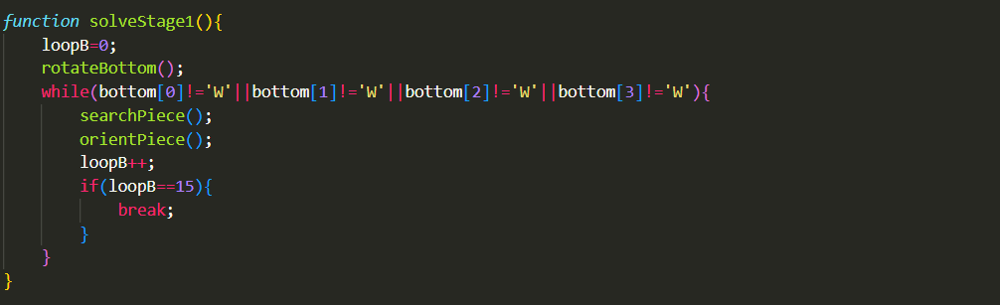 function solveStage1(){
loopB=0;
rotateBottom();
while(bottom[0]!='W'||bottom[1]!='W'||bottom[2]!='W'||bottom[3]!='W'){
searchPiece();
orientPiece();
loopB++;
if(loopB==15){
break;
}
}
}